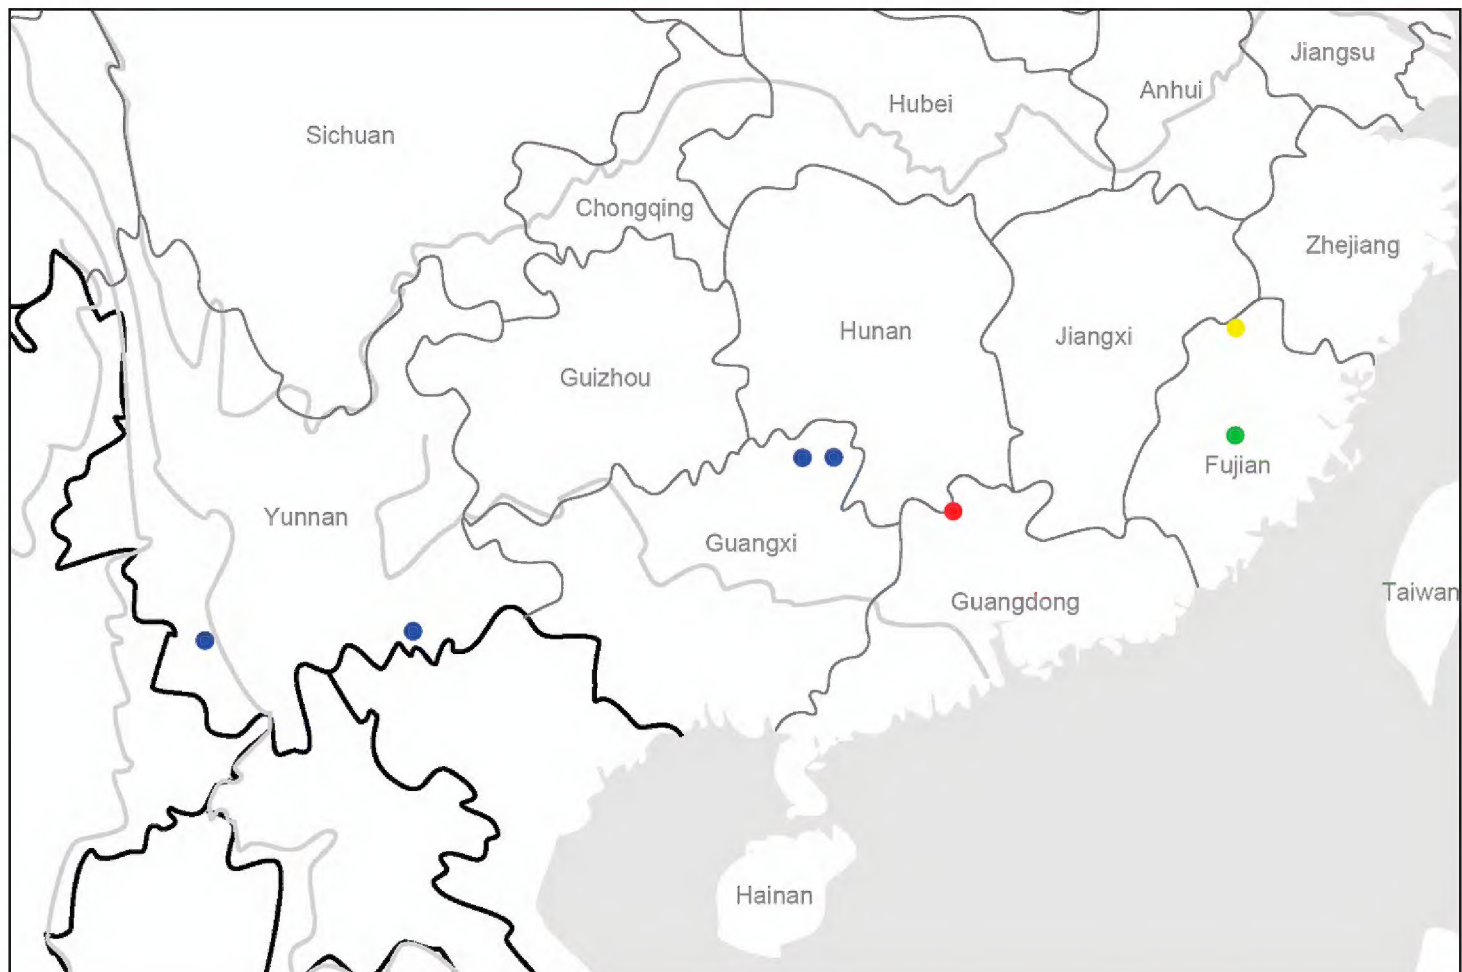 Jiangsu
Anhui
Hubei
Sichuan
Chongqing
Zhejiang
Hunan
Jiangxi
Guizhou
Fujian
Yunnan
Guangxi
Taiwan
Guangdong
Hainan